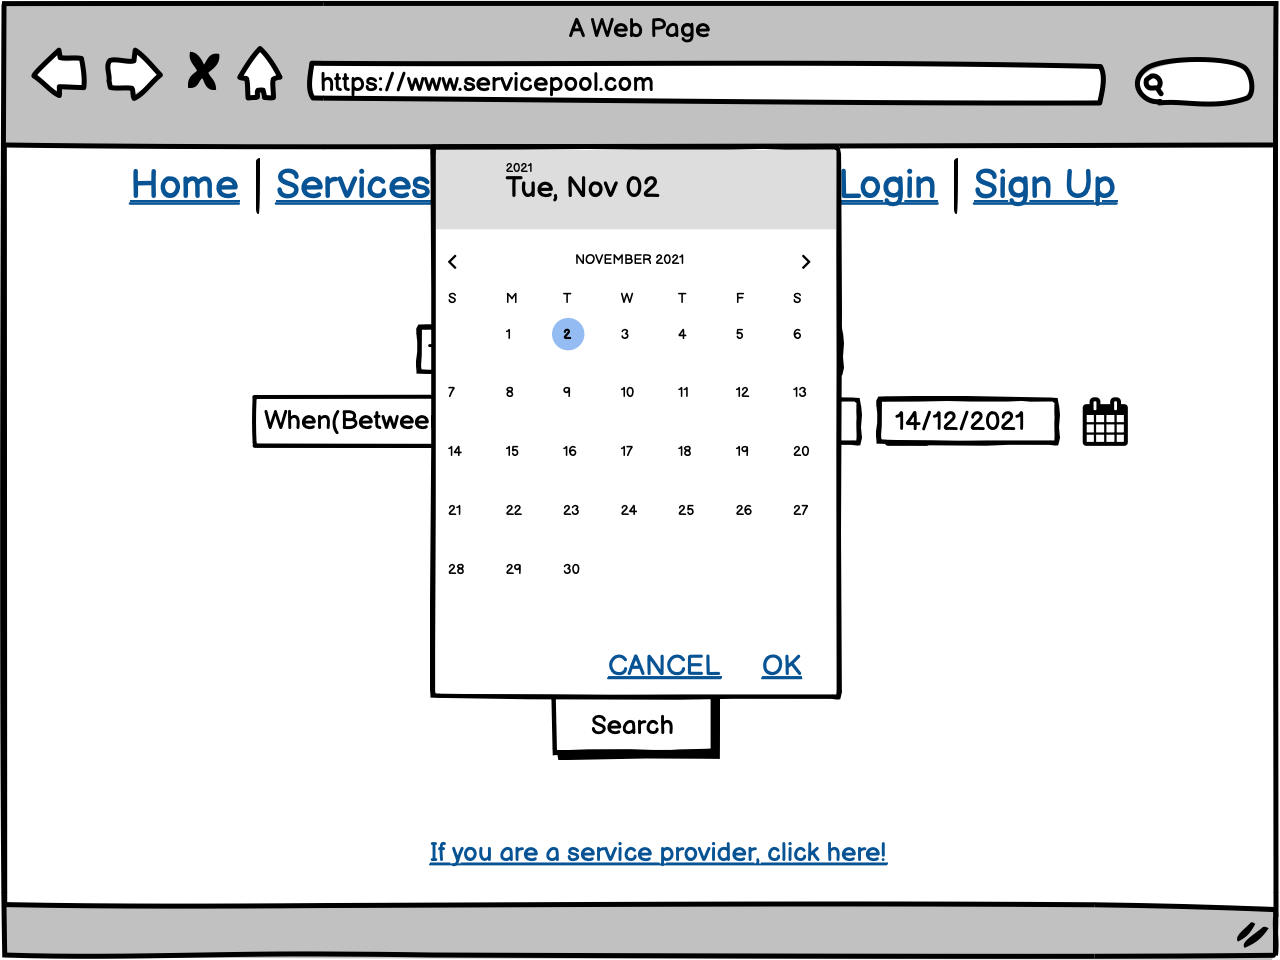 A Web Page
https://www.servicepool.com
Home Services Login Sign Up
2021
Tue, Nov 02
NOVEMBER 2021
S M T W T F S
1 2 3 4 5 6
7 8 9 10 11 12 13
14 15 16 17 18 19 20
21 22 23 24 25 26 27
28 29 30
When(Betwee 14/12/2021
CANCEL OK
Search
If you are a service provider, click here!